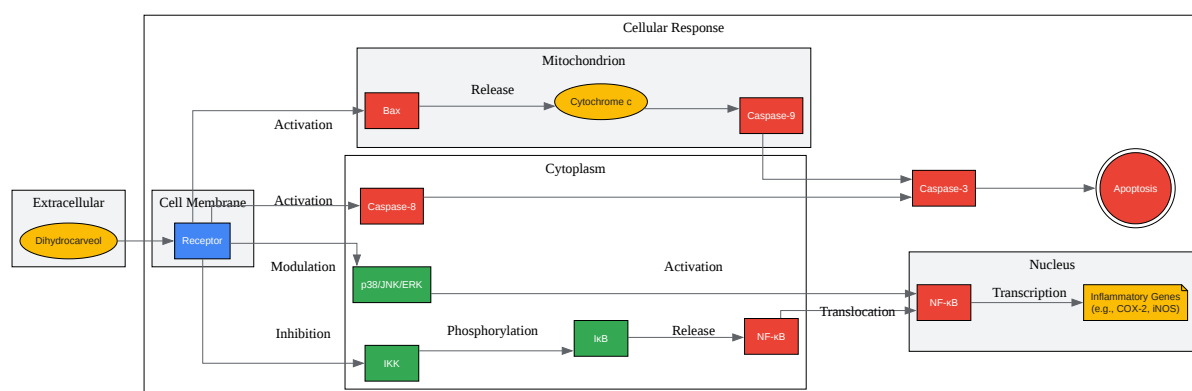 Cellular Response
Mitochondrion
Release
Bax
Cytochrome c
Caspase-9
Activation
Cytoplasm
Extracellular
Cell Membrane
Activation
Caspase-8
Caspase-3
Apoptosis
Dihydrocarveol
Receptor
Modulation
p38/JNK/ERK
Activation
Nucleus
NF-κB
Transcription
Inflammatory Genes
(e.g., COX-2, iNOS)
Inhibition
Phosphorylation
IκB
Release
NF-κB
Translocation
IKK